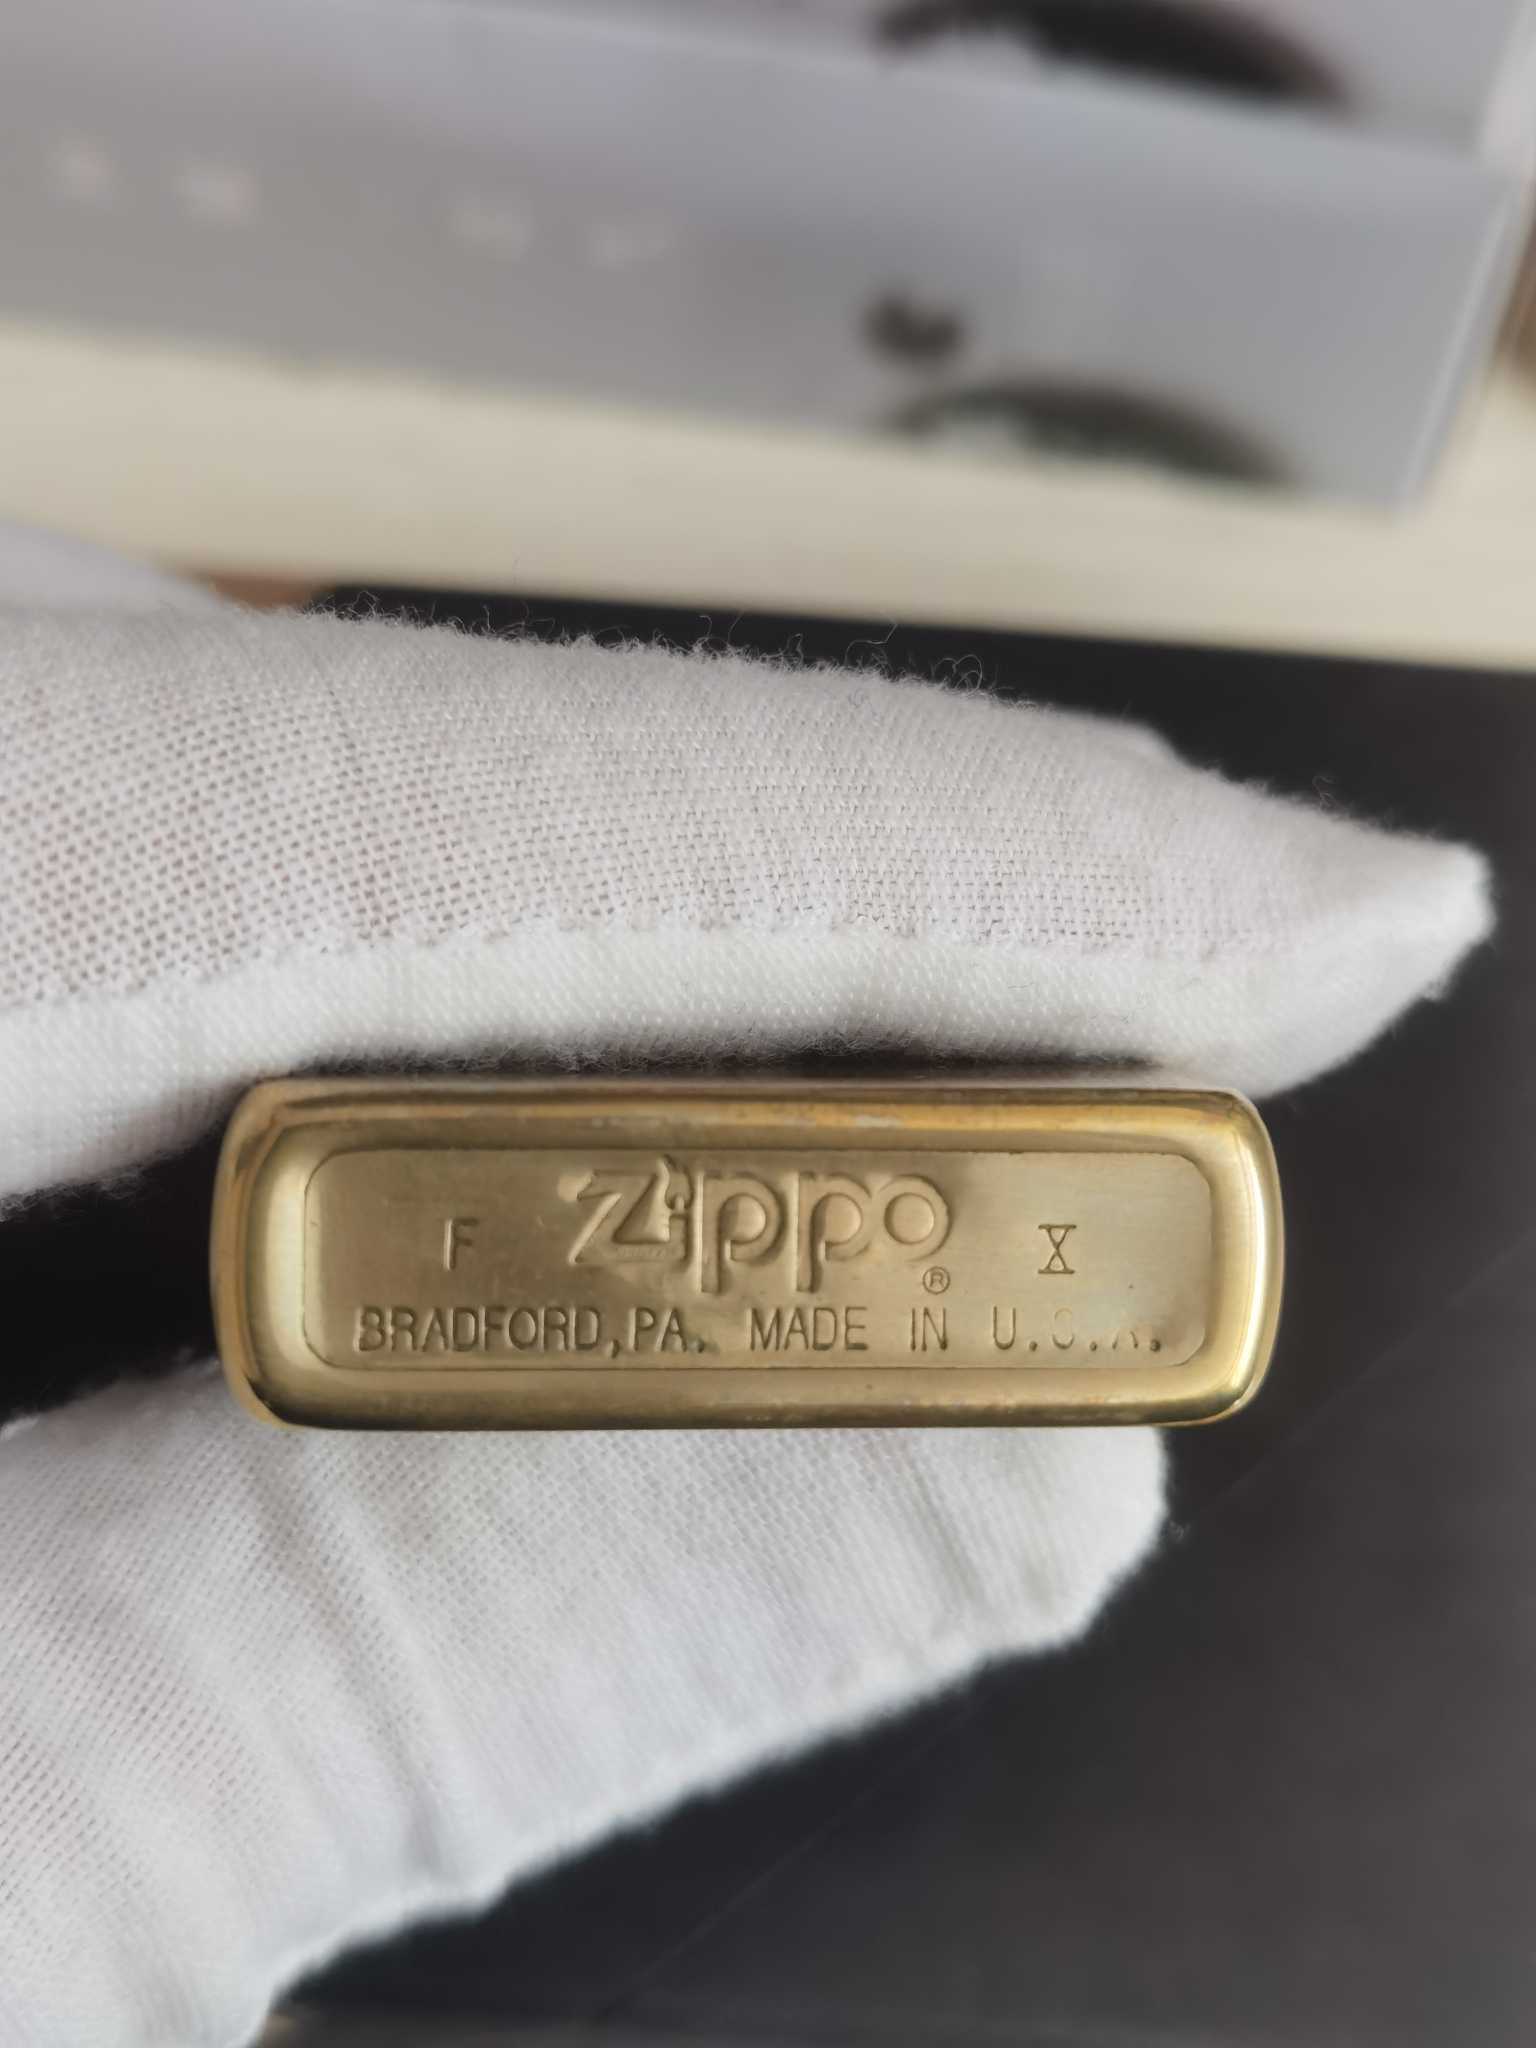 F Zippo ® X
BRADFORD, PA. MADE IN U.S.A.